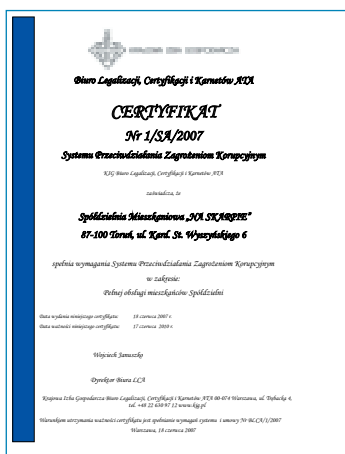 KRAJOWA IZBA GOSPODARCZA
Biuro Legalizacji, Certyfikacji i Karnetów ATA
CERTYFIKAT
Nr 1/SA/2007
Systemu Przeciwdziałania Zagrożeniom Korupcyjnym
KIG Biuro Legalizacji, Certyfikacji i Karnetów ATA
zaświadcza, że
Spółdzielnia Mieszkaniowa „NA SKARPIE”
87-100 Toruń, ul. Kard. St. Wyszyńskiego 6
spełnia wymagania Systemu Przeciwdziałania Zagrożeniom Korupcyjnym
w zakresie:
Pełnej obsługi mieszkańców Spółdzielni
Data wydania niniejszego certyfikatu: 18 czerwca 2007 r.
Data ważności niniejszego certyfikatu: 17 czerwca 2010 r.
Wojciech Januszko
Dyrektor Biura LCA
Krajowa Izba Gospodarcza Biuro Legalizacji, Certyfikacji i Karnetów ATA 00-074 Warszawa, ul. Trębacka 4,
tel. +48 22 630 97 12 www.kig.pl
Warunkiem utrzymania ważności certyfikatu jest spełnianie wymagań systemu i umowy Nr BLCA/1/2007
Warszawa, 18 czerwca 2007